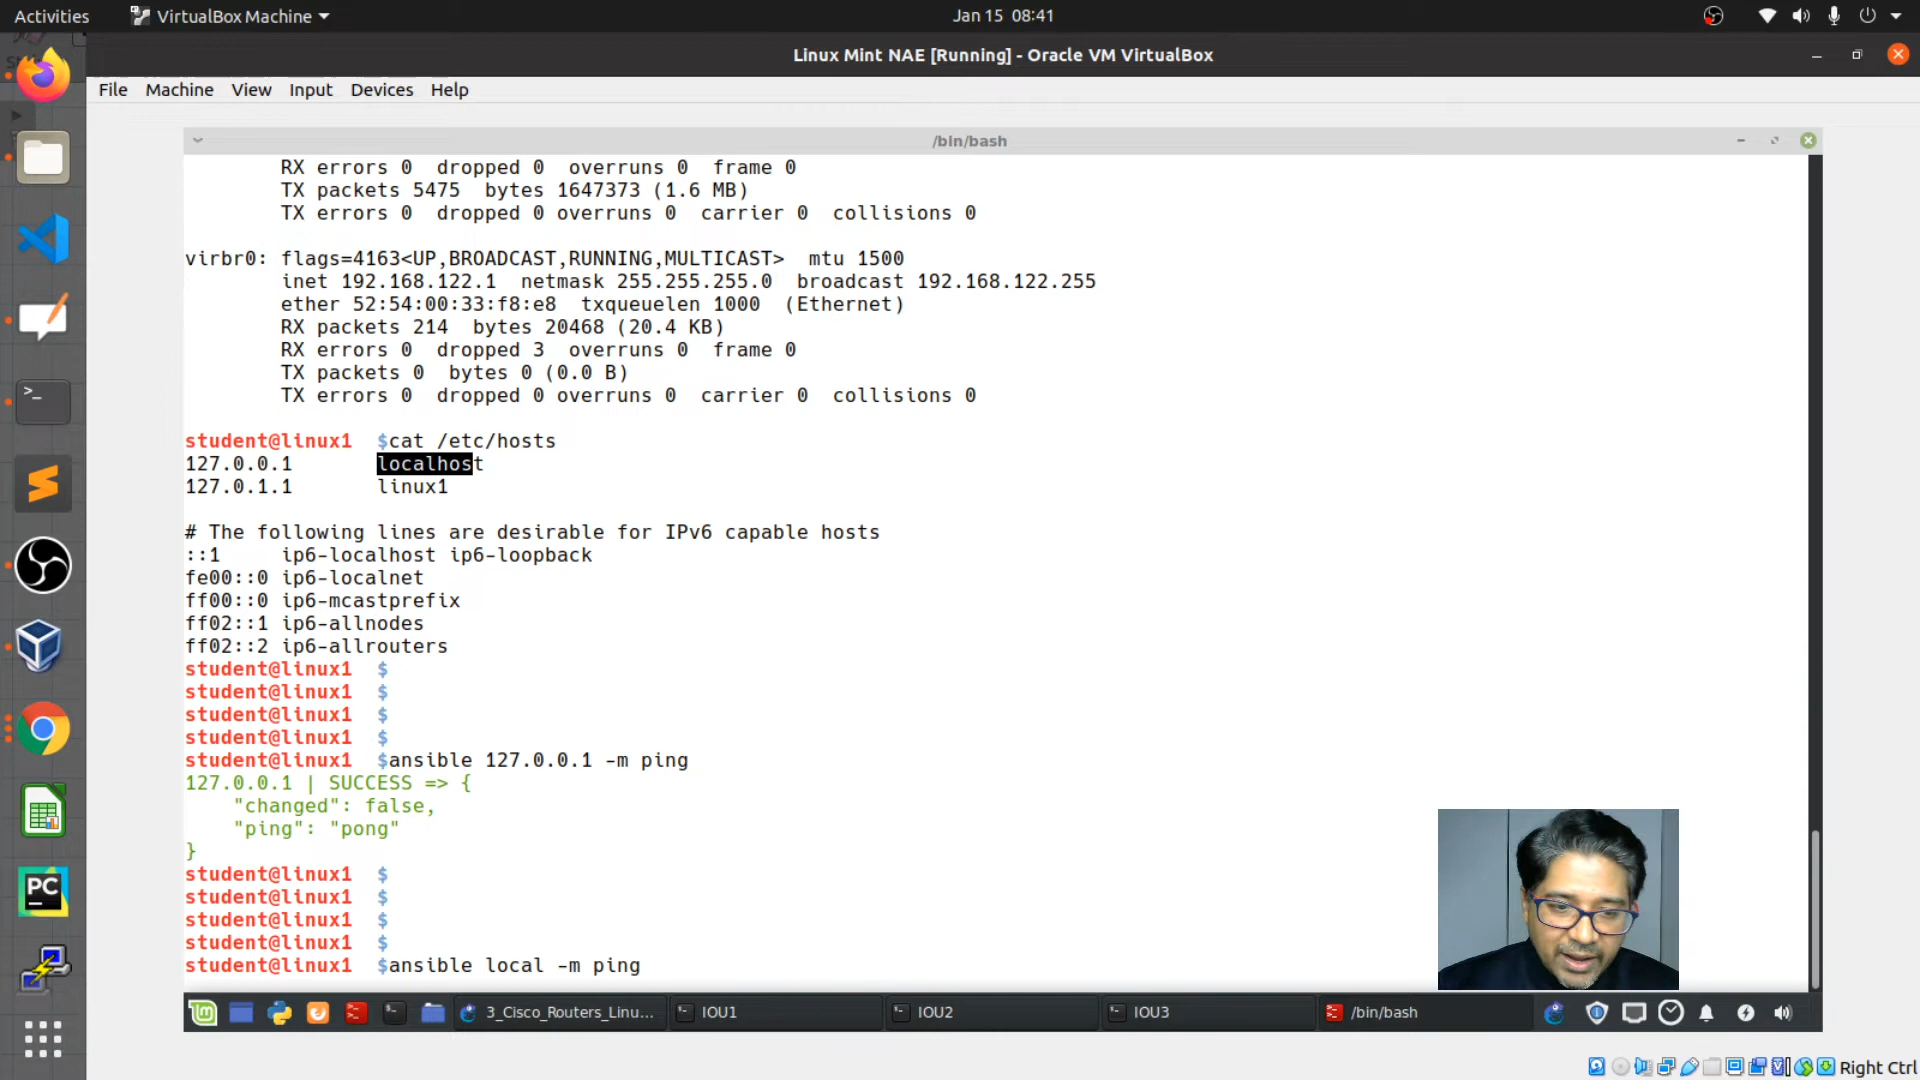 Activities
VirtualBox Machine
Jan 15 08:41
Linux Mint NAE [Running] - Oracle VM VirtualBox
File Machine View Input Devices Help
/bin/bash
RX errors 0 dropped 0 overruns 0 frame 0
TX packets 5475 bytes 1647373 (1.6 MB)
TX errors 0 dropped 0 overruns 0 carrier 0 collisions 0
virbr0: flags=4163<UP,BROADCAST,RUNNING,MULTICAST> mtu 1500
inet 192.168.122.1 netmask 255.255.255.0 broadcast 192.168.122.255
ether 52:54:00:33:f8:e8 txqueuelen 1000 (Ethernet)
RX packets 214 bytes 20468 (20.4 KB)
RX errors 0 dropped 3 overruns 0 frame 0
TX packets 0 bytes 0 (0.0 B)
TX errors 0 dropped 0 overruns 0 carrier 0 collisions 0
student@linux1 $cat /etc/hosts
127.0.0.1 localhost
127.0.1.1 linux1
# The following lines are desirable for IPv6 capable hosts
::1 ip6-localhost ip6-loopback
fe00::0 ip6-localnet
ff00::0 ip6-mcastprefix
ff02::1 ip6-allnodes
ff02::2 ip6-allrouters
student@linux1 $
student@linux1 $
student@linux1 $
student@linux1 $
student@linux1 $ansible 127.0.0.1 -m ping
127.0.0.1 | SUCCESS => {
"changed": false,
"ping": "pong"
}
student@linux1 $
student@linux1 $
student@linux1 $
student@linux1 $
student@linux1 $ansible local -m ping
PC
3_Cisco_Routers_Linu...
IOU1
IOU2
IOU3
/bin/bash
Right Ctrl